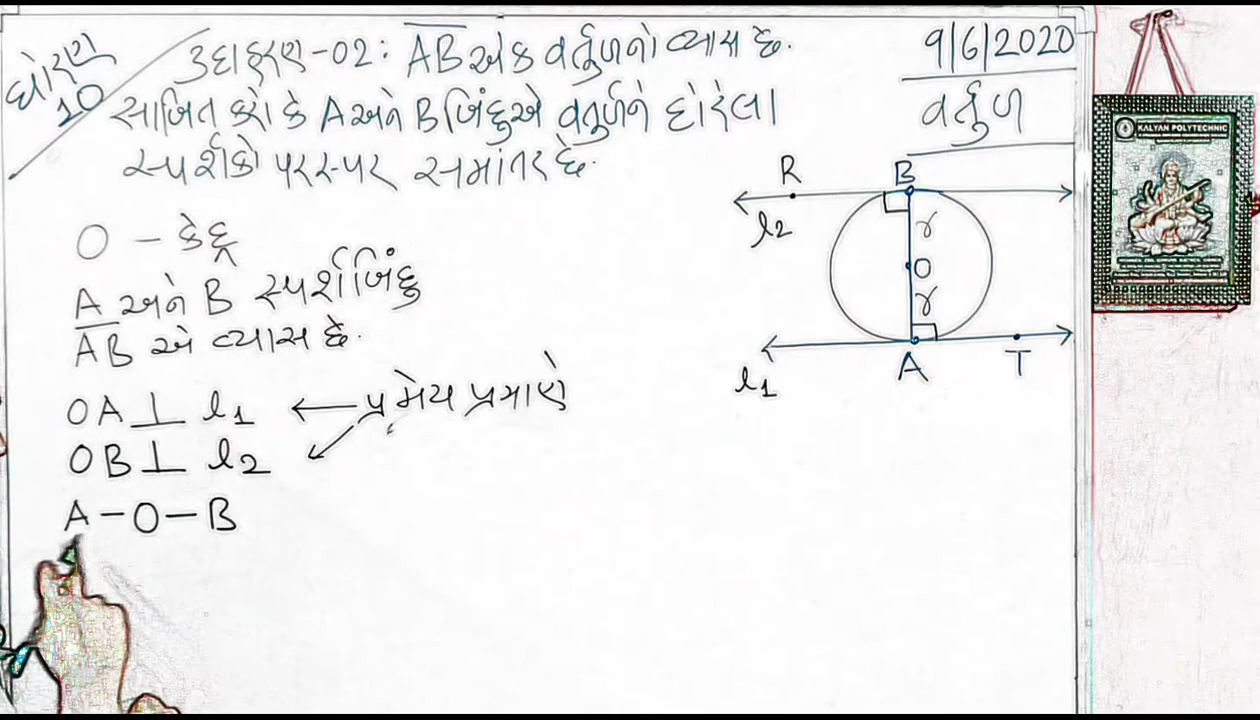 ધોરણ
10
ઉદાહરણ-02: AB એક વર્તુળનો વ્યાસ છે.
સાબિત કરો કે A અને B બિંદુએ વર્તુળને દોરેલા
સ્પર્શકો પરસ્પર સમાંતર છે.
9/6/2020
વર્તુળ
O - કેન્દ્ર
A અને B સ્પર્શબિંદુ
AB એ વ્યાસ છે.
OA ⊥ l1 ← પ્રમેય પ્રમાણે
OB ⊥ l2
A-O-B
R B
l2
r
O
r
A T
l1
KALYAN POLYTECHNIC